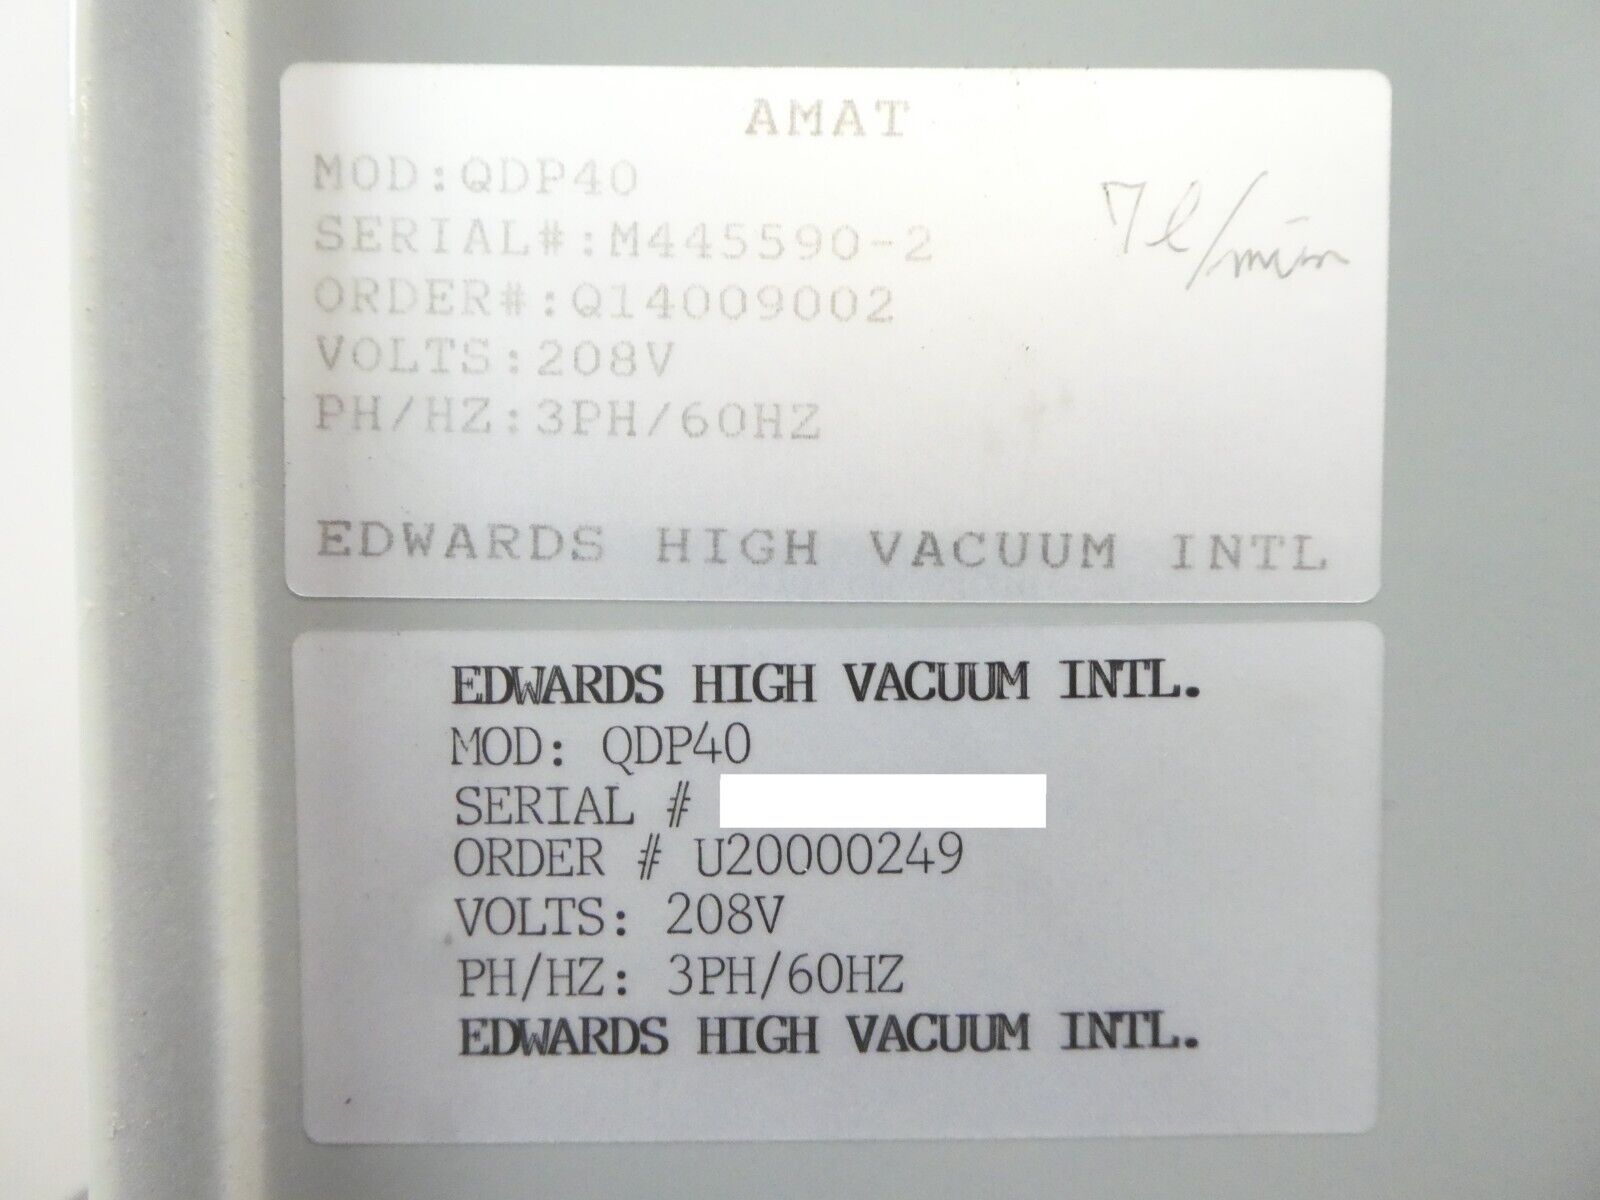 AMAT
MOD:QDP40
SERIAL#:M445590-2
7l/min
ORDER#:Q14009002
VOLTS:208V
PH/HZ:3PH/60HZ
EDWARDS HIGH VACUUM INTL
EDWARDS HIGH VACUUM INTL.
MOD: QDP40
SERIAL #
ORDER # U20000249
VOLTS: 208V
PH/HZ: 3PH/60HZ
EDWARDS HIGH VACUUM INTL.